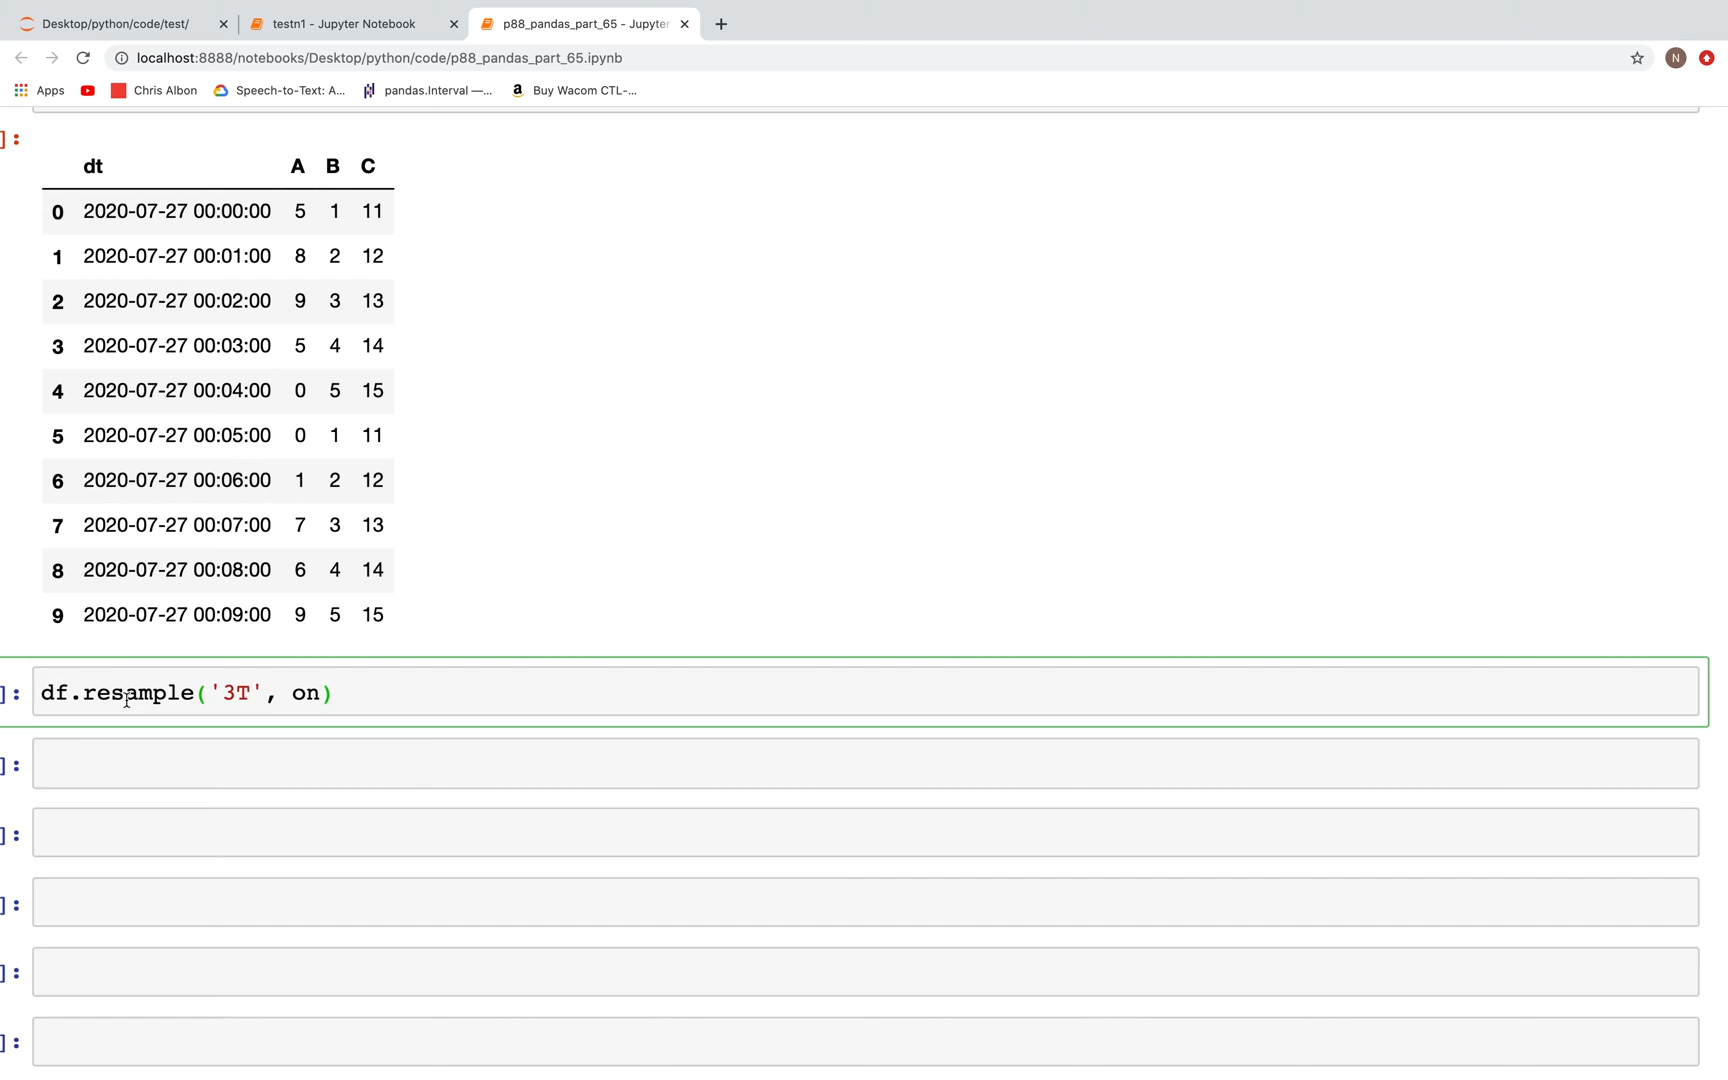 Desktop/python/code/test/
testn1 - Jupyter Notebook
p88_pandas_part_65 - Jupyter
localhost:8888/notebooks/Desktop/python/code/p88_pandas_part_65.ipynb
N
Apps
Chris Albon
Speech-to-Text: A...
pandas.Interval —...
a
Buy Wacom CTL-...
]:
dt A B C
0 2020-07-27 00:00:00 5 1 11
1 2020-07-27 00:01:00 8 2 12
2 2020-07-27 00:02:00 9 3 13
3 2020-07-27 00:03:00 5 4 14
4 2020-07-27 00:04:00 0 5 15
5 2020-07-27 00:05:00 0 1 11
6 2020-07-27 00:06:00 1 2 12
7 2020-07-27 00:07:00 7 3 13
8 2020-07-27 00:08:00 6 4 14
9 2020-07-27 00:09:00 9 5 15
]: df.resample('3T', on)
]:
]:
]:
]:
]: